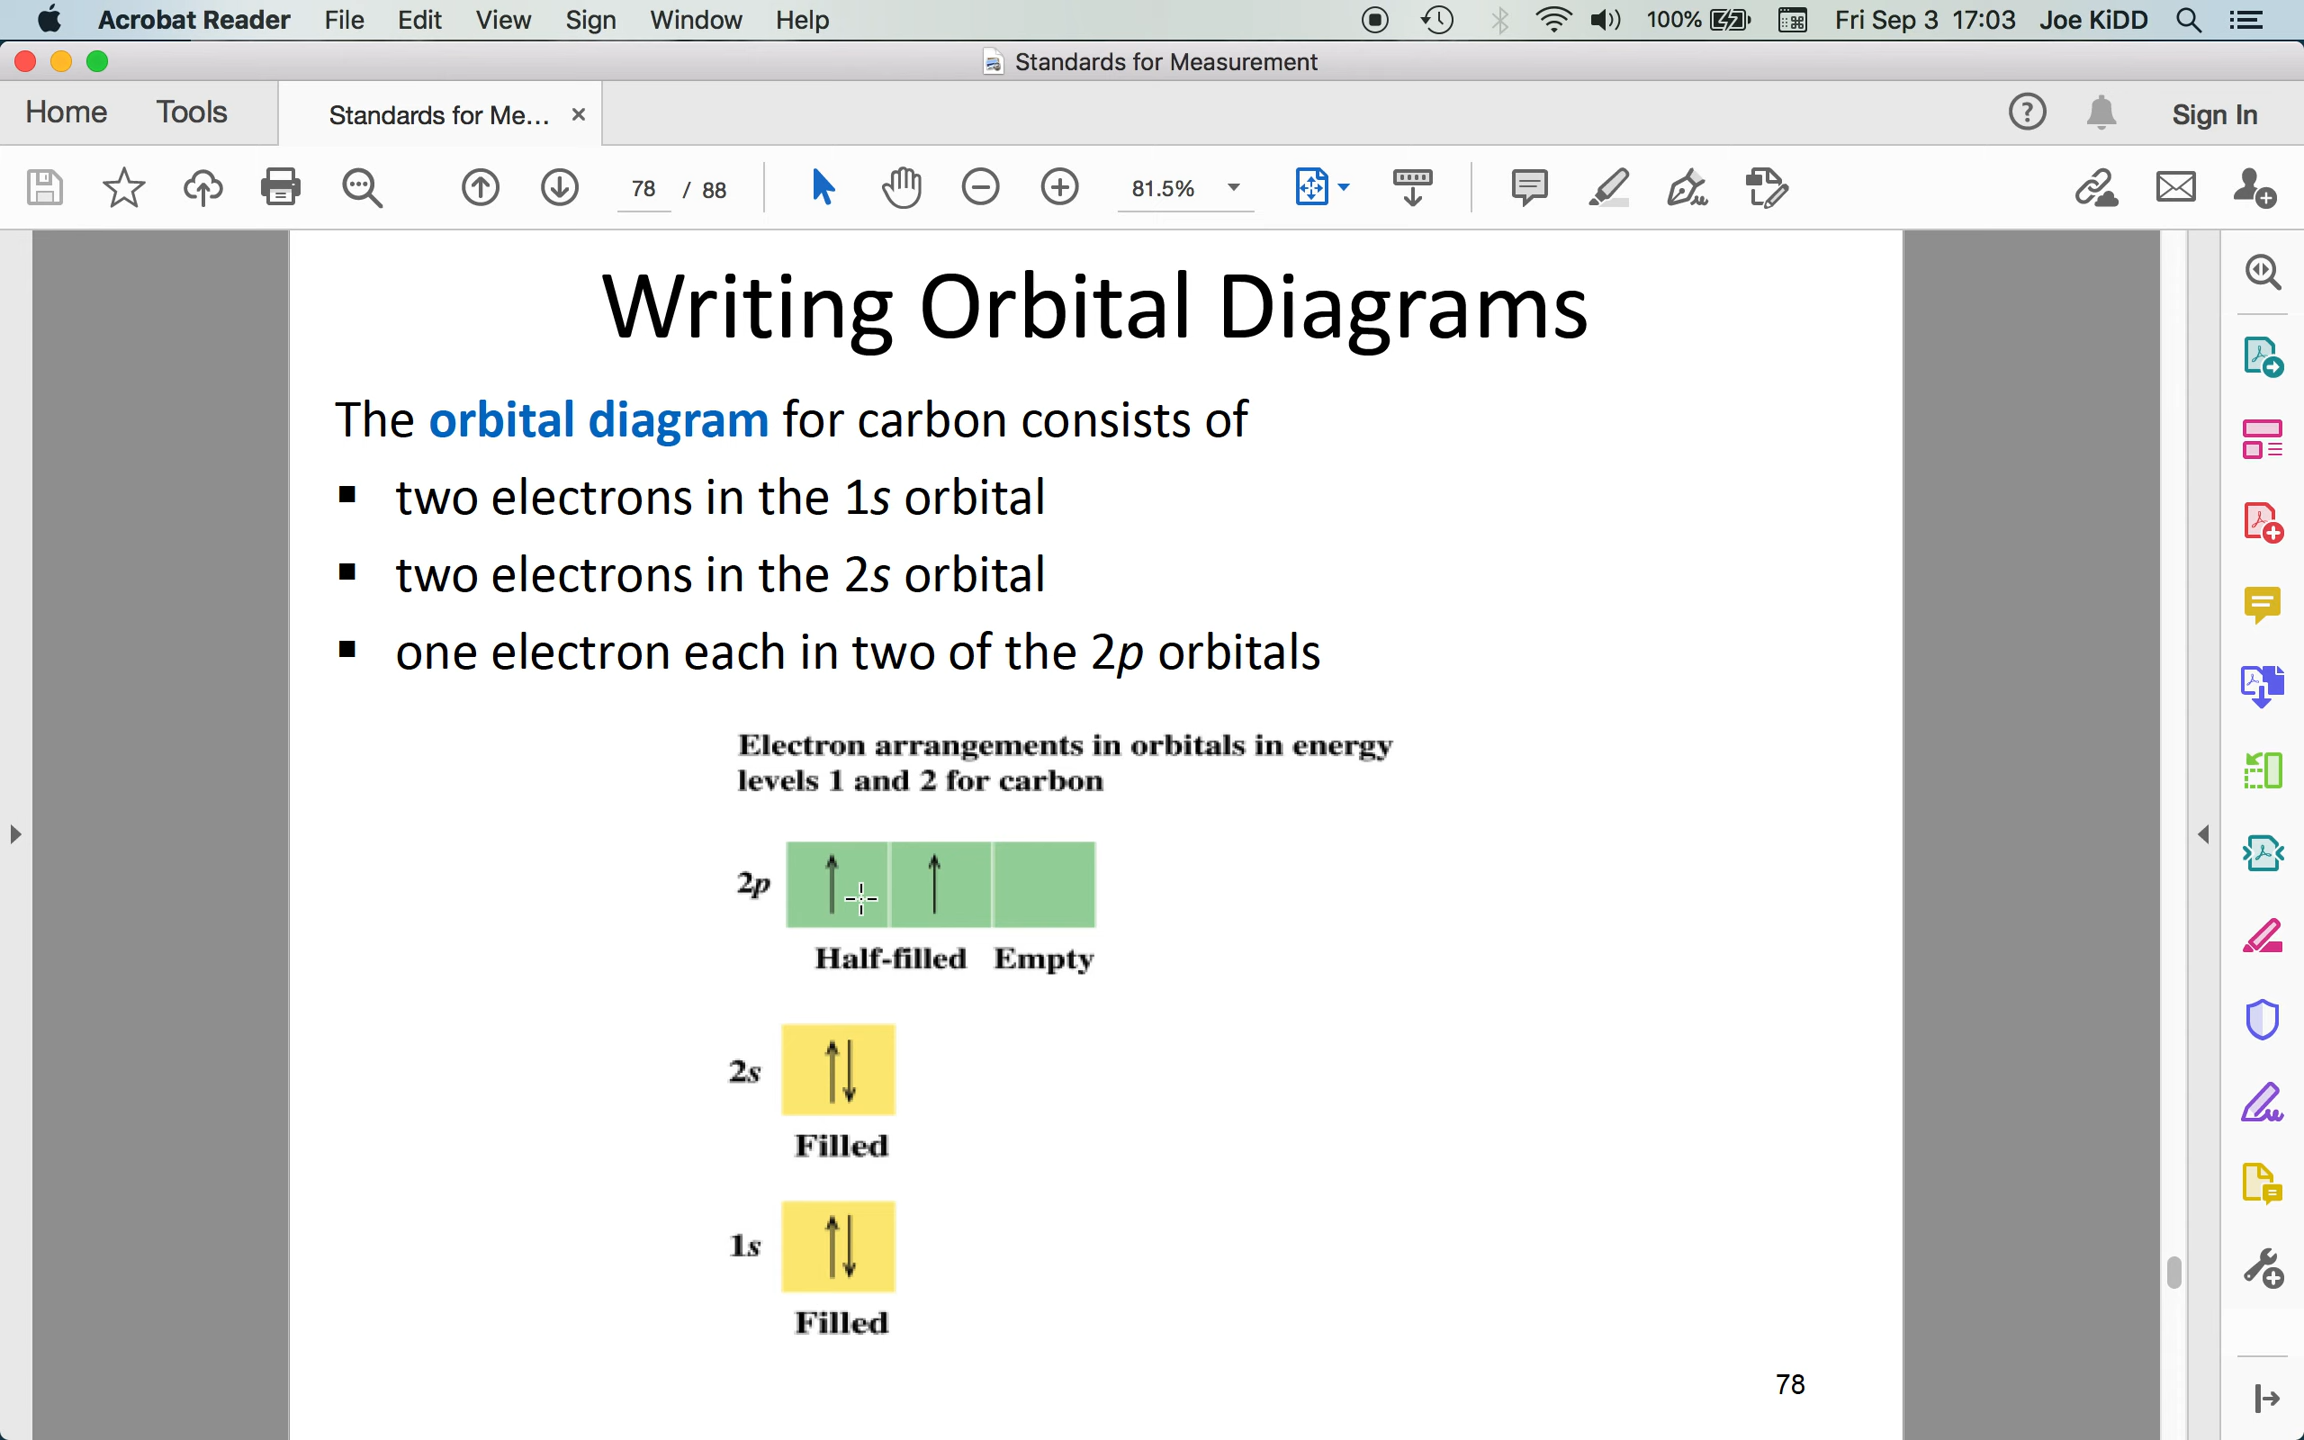 Acrobat Reader File Edit View Sign Window Help 100% Fri Sep 3 17:03 Joe KiDD
Standards for Measurement
Home Tools Standards for Me... × ? Sign In
78 / 88 81.5%
Writing Orbital Diagrams
The orbital diagram for carbon consists of
▪ two electrons in the 1s orbital
▪ two electrons in the 2s orbital
▪ one electron each in two of the 2p orbitals
Electron arrangements in orbitals in energy
levels 1 and 2 for carbon
2p
Half-filled Empty
2s
Filled
1s
Filled
78